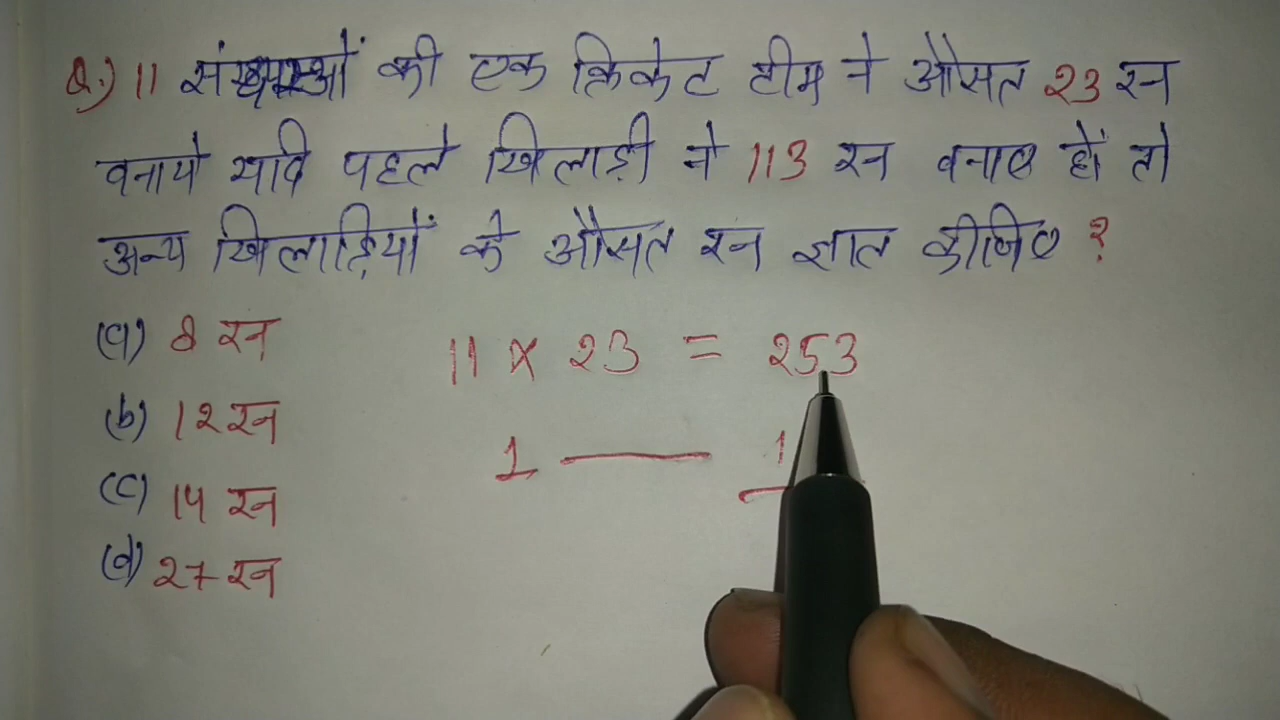 Q.) 11 संख्याओं की एक क्रिकेट टीम ने औसत 23 रन
बनाये यदि पहले खिलाड़ी ने 113 रन बनाए हों तो
अन्य खिलाड़ियों के औसत रन ज्ञात कीजिए ?
(a) 8 रन
(b) 12 रन
(c) 14 रन
(d) 27 रन
11 × 23 = 253
1 — 1